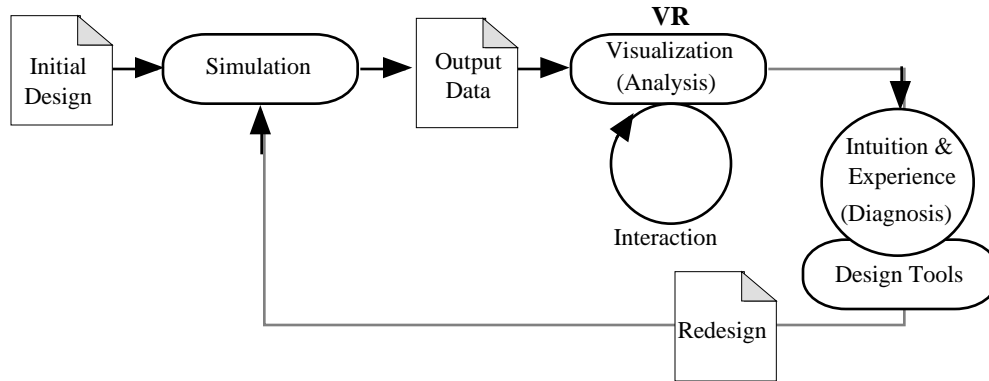 VR
Initial
Design
Simulation
Output
Data
Visualization
(Analysis)
Interaction
Intuition &
Experience
(Diagnosis)
Design Tools
Redesign